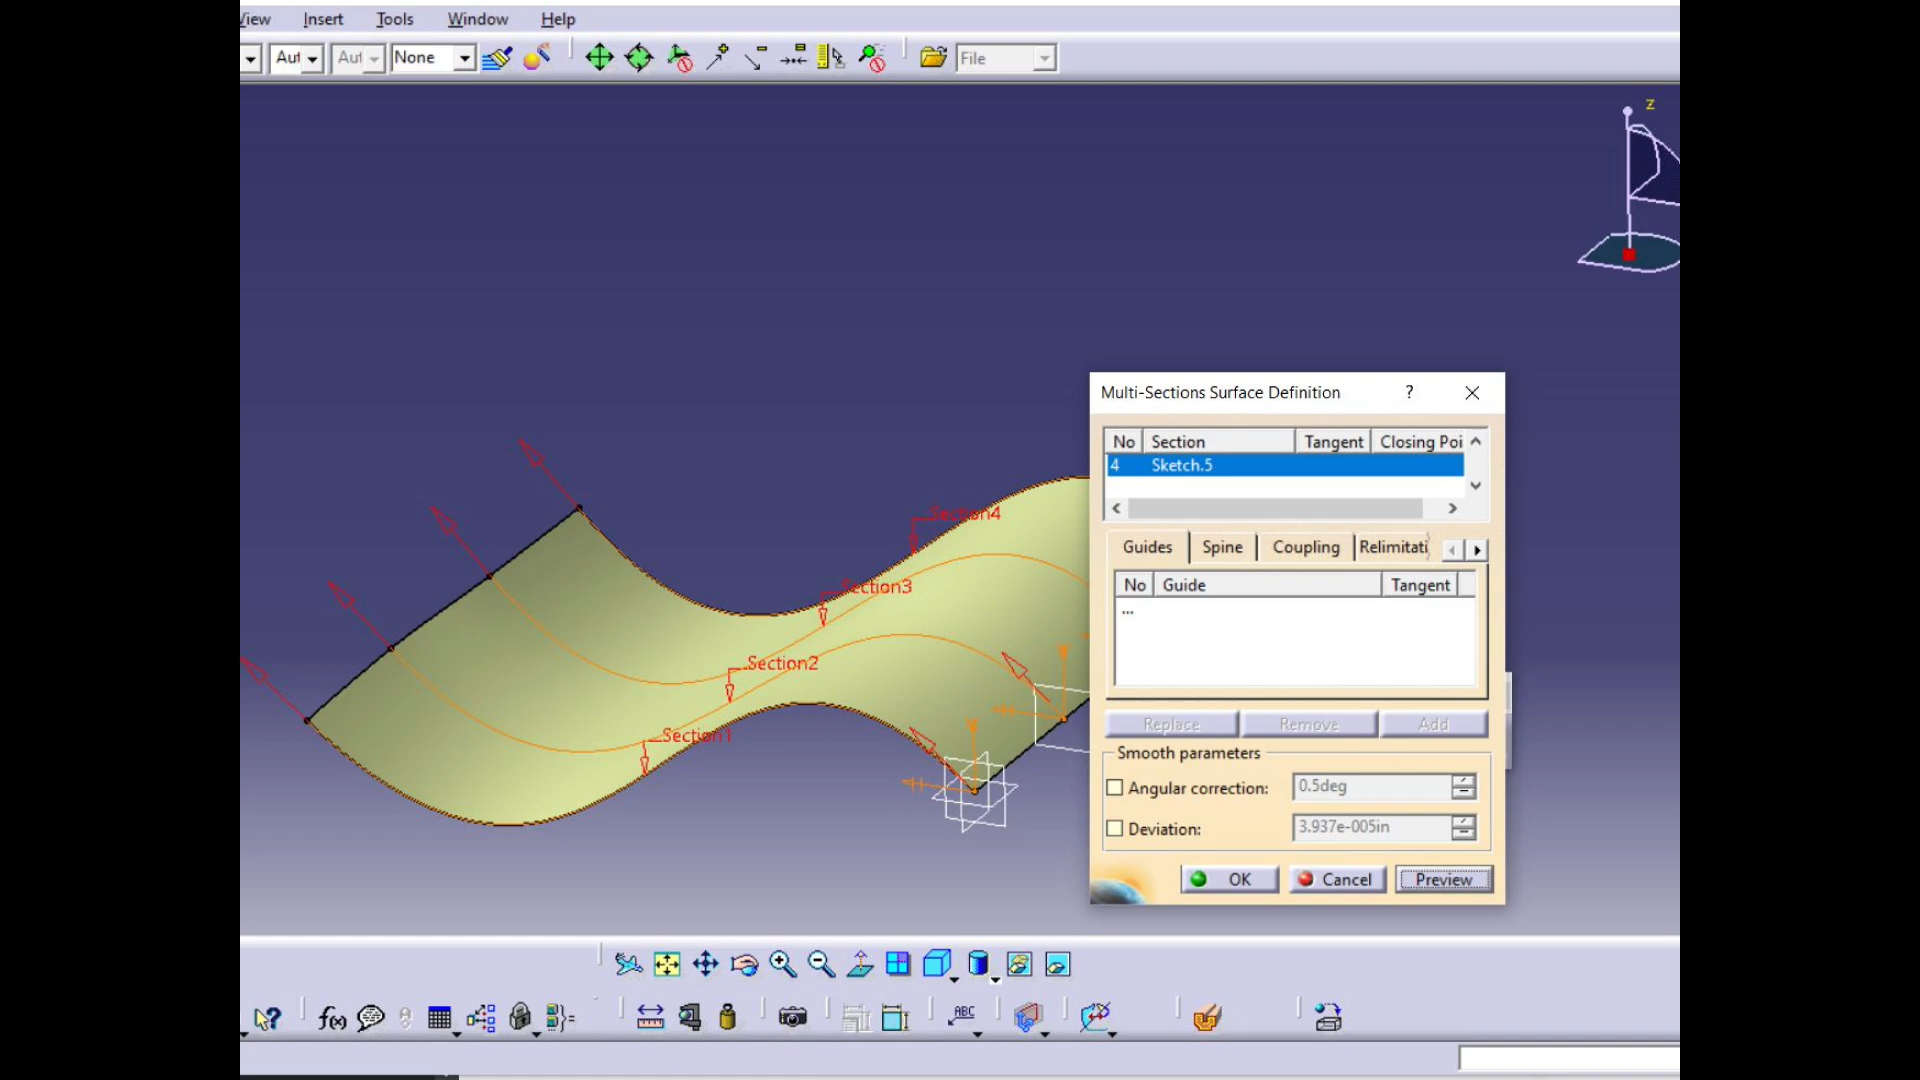 View Insert Tools Window Help
Aut Aut None File
z
Section4
Section3
Section2
Section1
Multi-Sections Surface Definition ?
No Section Tangent Closing Poi
4 Sketch.5
Guides Spine Coupling Relimitati
No Guide Tangent
...
Replace Remove Add
Smooth parameters
Angular correction: 0.5deg
Deviation: 3.937e-005in
OK Cancel Preview
f(x)
ABC